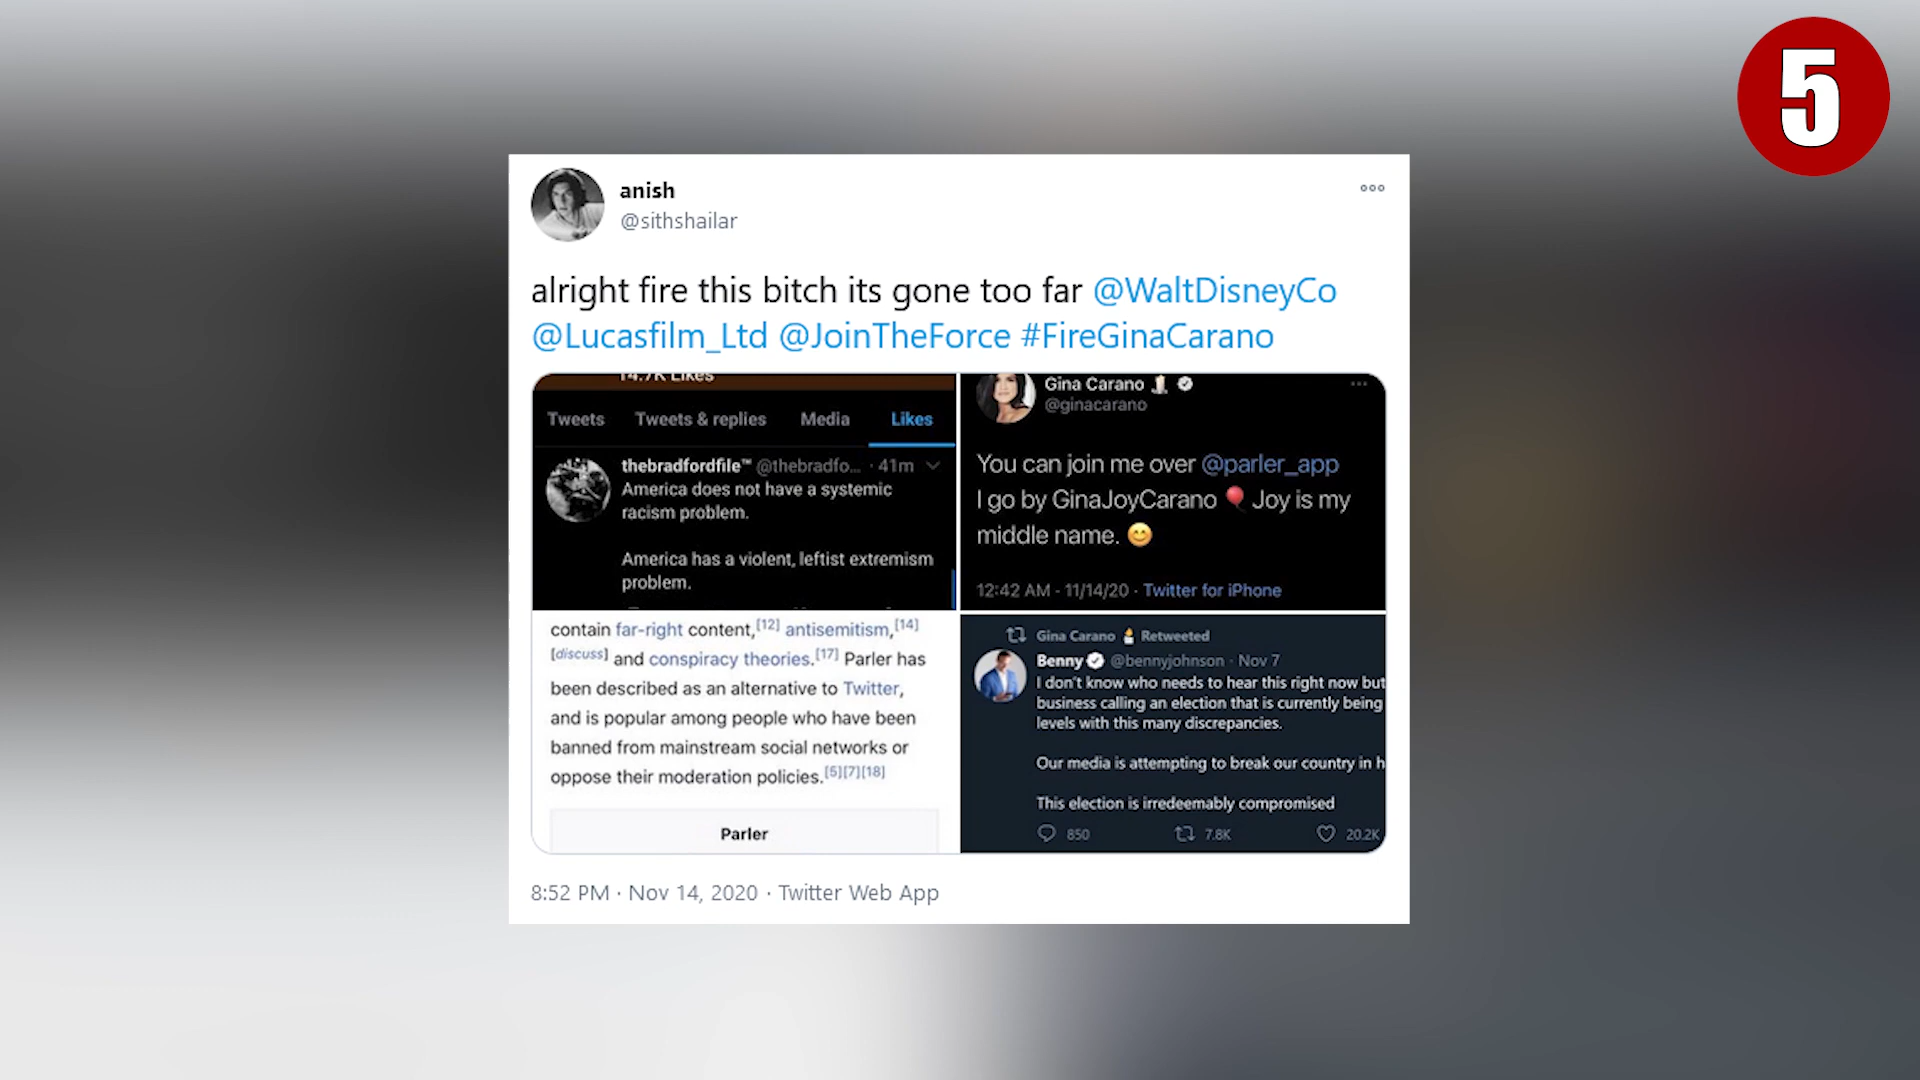 5
anish
@sithshailar
alright fire this bitch its gone too far @WaltDisneyCo
@Lucasfilm_Ltd @JoinTheForce #FireGinaCarano
14.7K Likes
Tweets Tweets & replies Media Likes
thebradfordfile™ @thebradfo... · 41m
America does not have a systemic
racism problem.
America has a violent, leftist extremism
problem.
Gina Carano
@ginacarano
You can join me over @parler_app
I go by GinaJoyCarano 🎈 Joy is my
middle name. 😊
12:42 AM - 11/14/20 · Twitter for iPhone
contain far-right content,[12] antisemitism,[14]
[discuss] and conspiracy theories.[17] Parler has
been described as an alternative to Twitter,
and is popular among people who have been
banned from mainstream social networks or
oppose their moderation policies.[5][7][18]
Parler
Gina Carano Retweeted
Benny @bennyjohnson · Nov 7
I don't know who needs to hear this right now but
business calling an election that is currently being
levels with this many discrepancies.
Our media is attempting to break our country in h
This election is irredeemably compromised
850 7.8K 20.2K
8:52 PM · Nov 14, 2020 · Twitter Web App